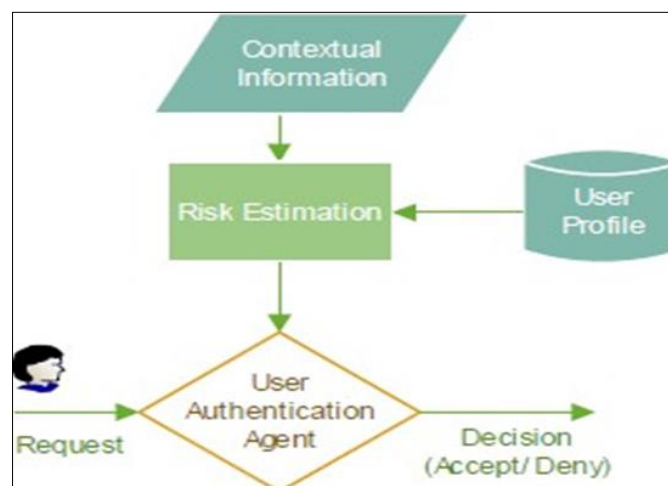 Contextual
Information
Risk Estimation
User
Profile
User
Authentication
Agent
Request
Decision
(Accept/ Deny)